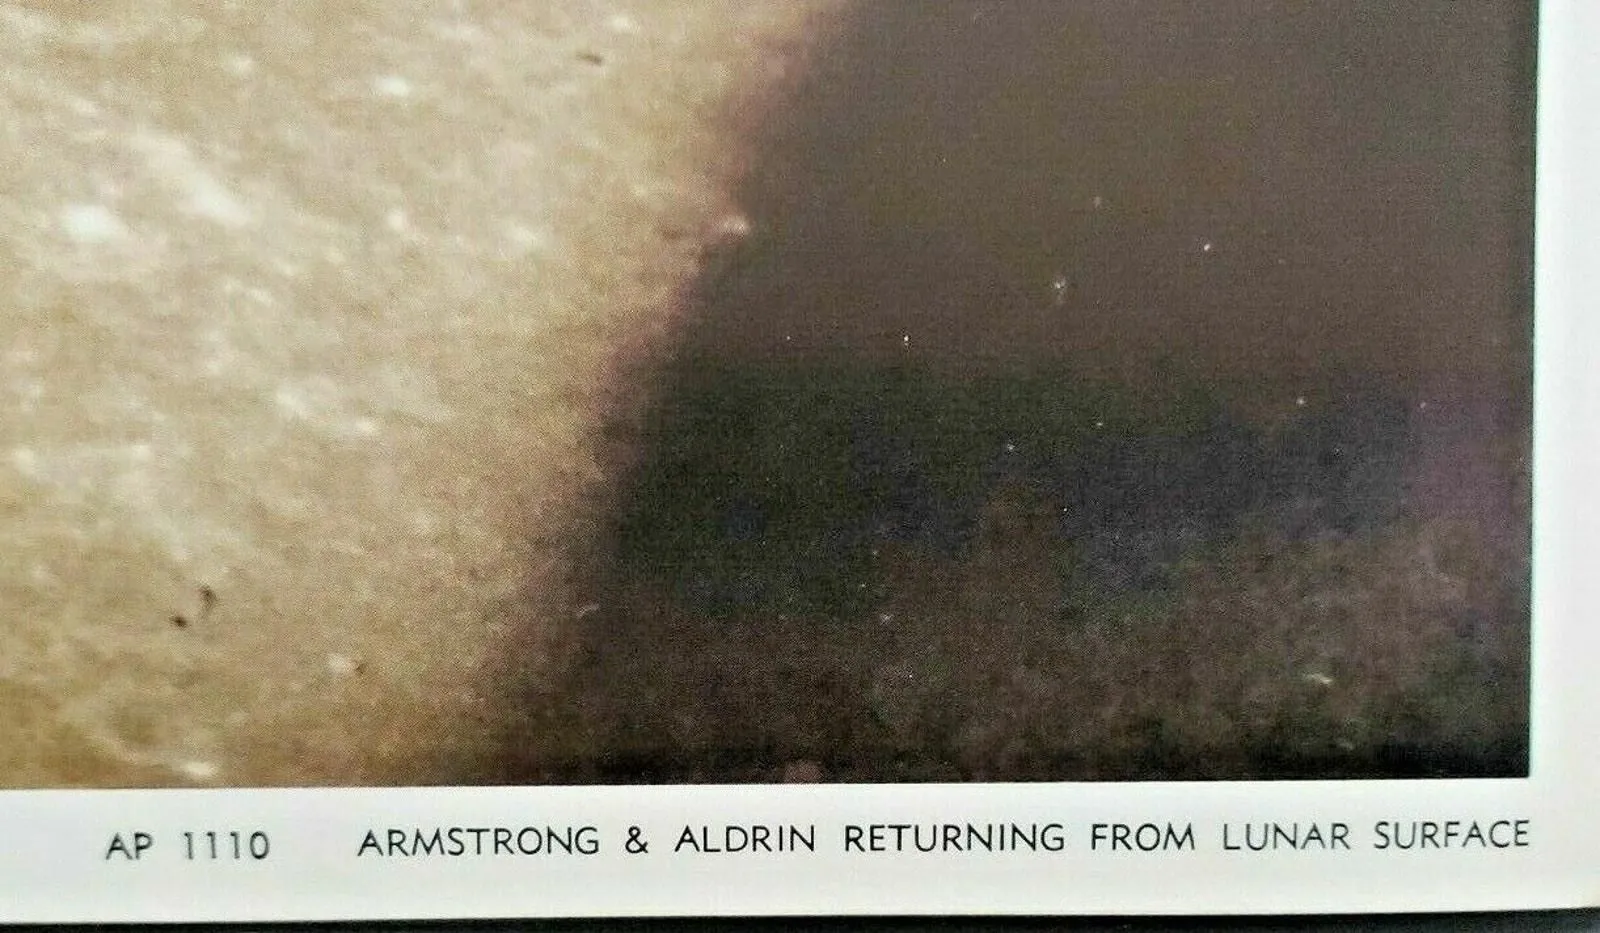 AP 1110 ARMSTRONG & ALDRIN RETURNING FROM LUNAR SURFACE